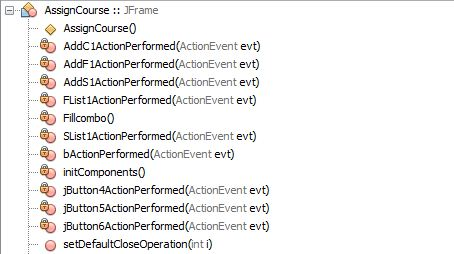 AssignCourse :: JFrame
AssignCourse()
AddC1ActionPerformed(ActionEvent evt)
AddF1ActionPerformed(ActionEvent evt)
AddS1ActionPerformed(ActionEvent evt)
FList1ActionPerformed(ActionEvent evt)
Fillcombo()
SList1ActionPerformed(ActionEvent evt)
bActionPerformed(ActionEvent evt)
initComponents()
jButton4ActionPerformed(ActionEvent evt)
jButton5ActionPerformed(ActionEvent evt)
jButton6ActionPerformed(ActionEvent evt)
setDefaultCloseOperation(int i)